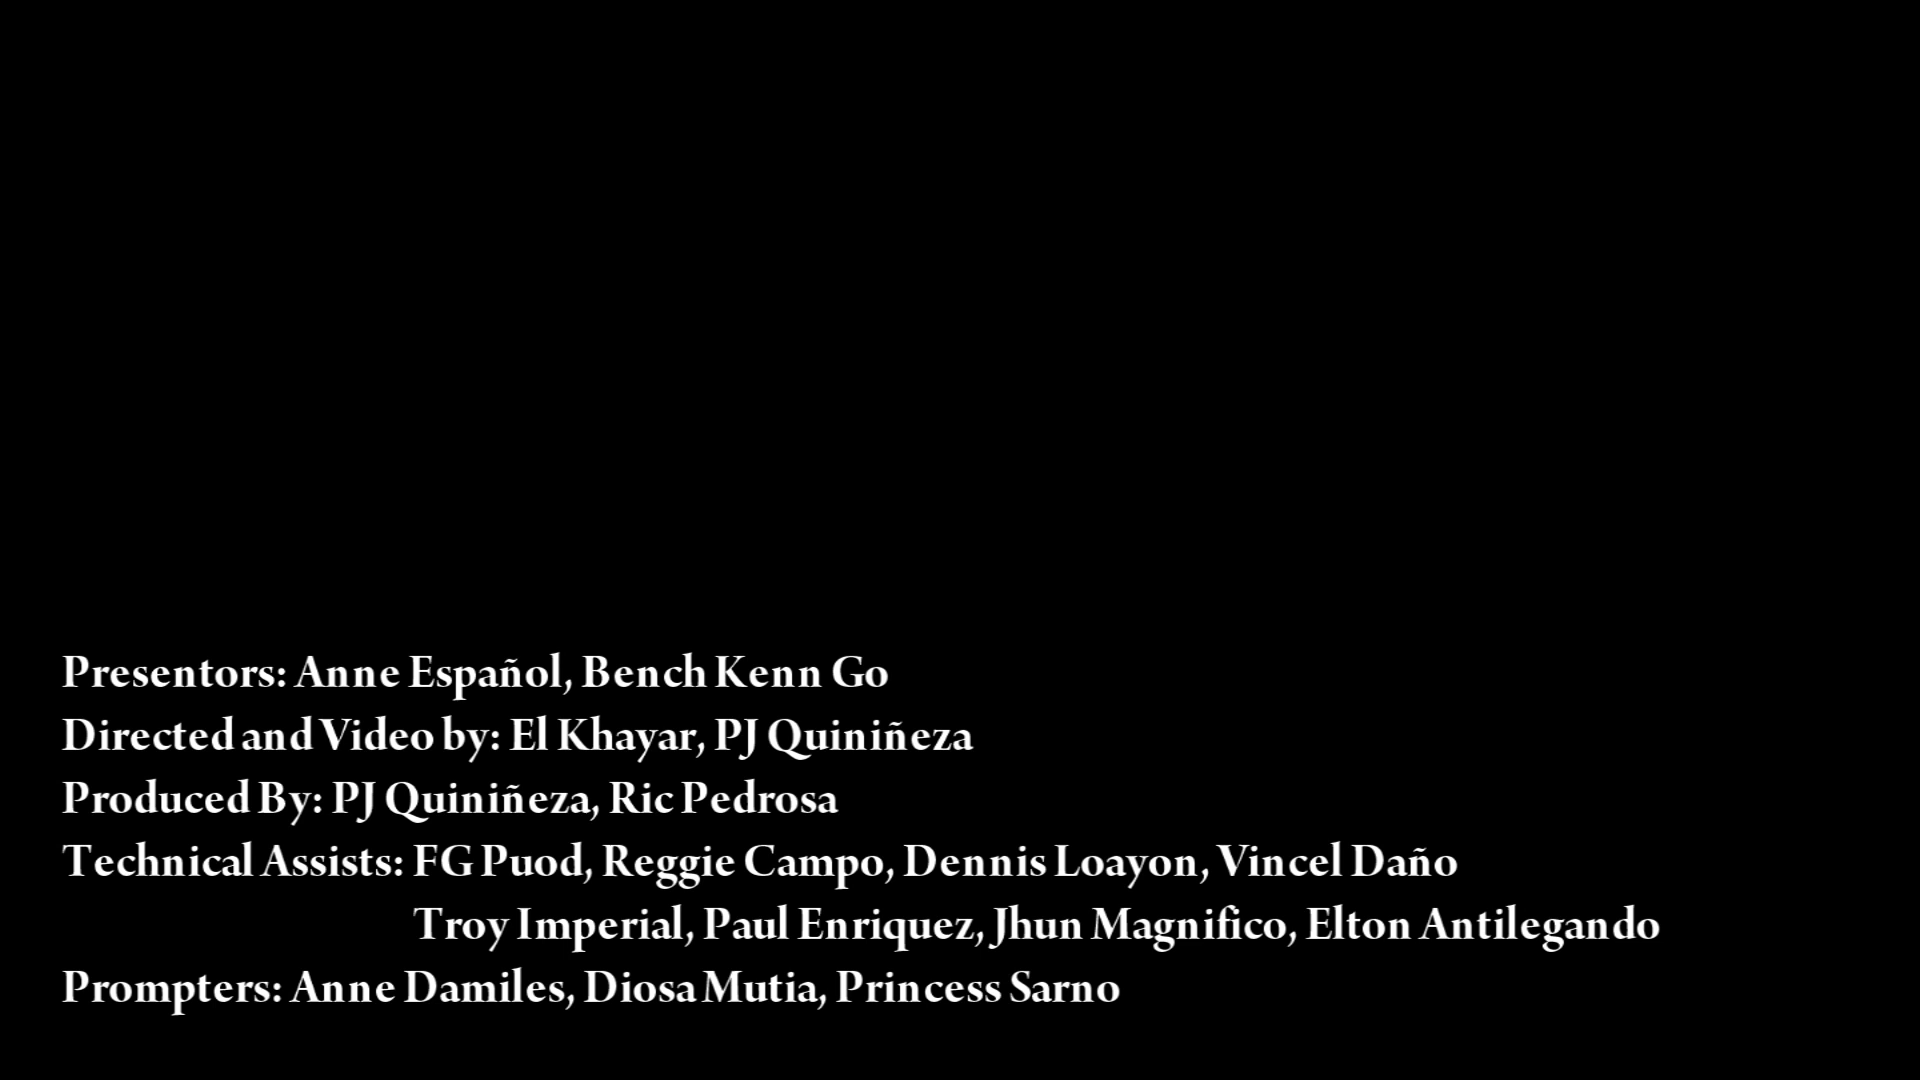 Presentors: Anne Español, Bench Kenn Go
Directed and Video by: El Khayar, PJ Quiniñeza
Produced By: PJ Quiniñeza, Ric Pedrosa
Technical Assists: FG Puod, Reggie Campo, Dennis Loayon, Vincel Daño
Troy Imperial, Paul Enriquez, Jhun Magnifico, Elton Antilegando
Prompters: Anne Damiles, Diosa Mutia, Princess Sarno